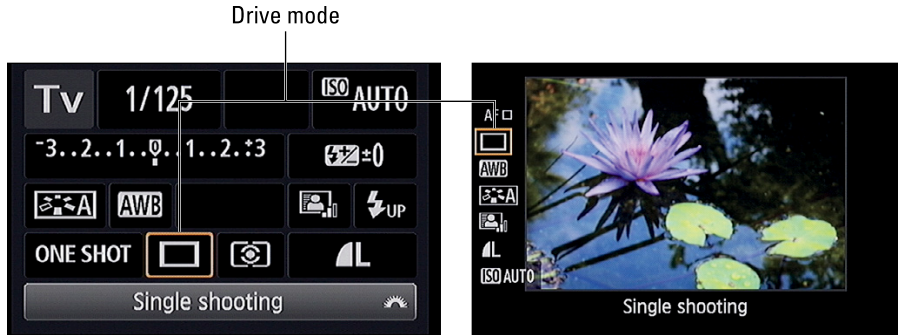 Drive mode
Tv 1/125 ISO AUTO
-3..2..1..0..1..2.:+3 ±0
A AWB UP
ONE SHOT L
Single shooting
AF
AWB
A
L
ISO AUTO
Single shooting